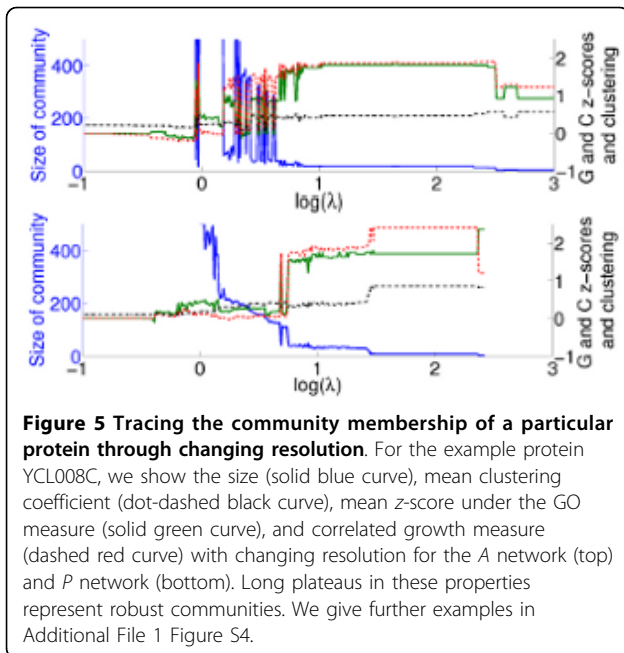 500
400
200
0
Size of community
2
1
0
-1
G and C z-scores
and clustering
-1
0
1
2
3
log(λ)
400
200
0
Size of community
2
1
0
-1
G and C z-scores
and clustering
-1
0
1
2
3
log(λ)
Figure 5 Tracing the community membership of a particular
protein through changing resolution. For the example protein
YCL008C, we show the size (solid blue curve), mean clustering
coefficient (dot-dashed black curve), mean z-score under the GO
measure (solid green curve), and correlated growth measure
(dashed red curve) with changing resolution for the A network (top)
and P network (bottom). Long plateaus in these properties
represent robust communities. We give further examples in
Additional File 1 Figure S4.